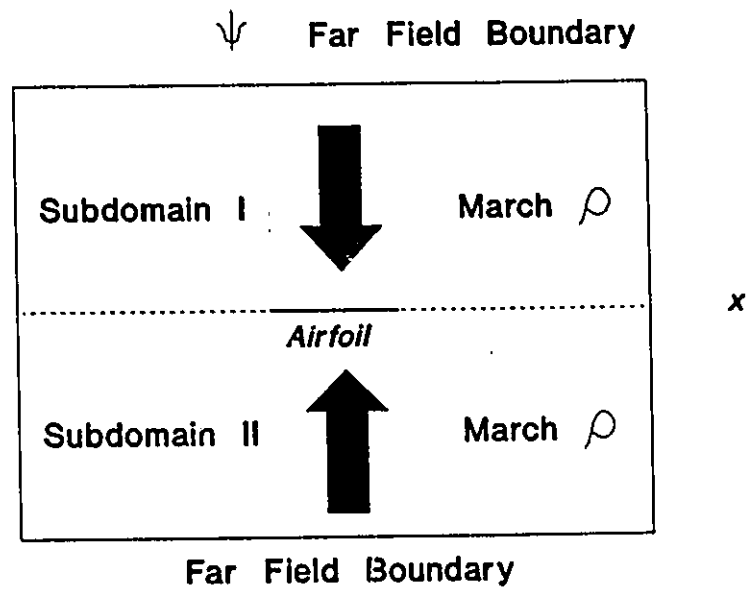 ψ Far Field Boundary
Subdomain I March ρ
x
Airfoil
Subdomain II March ρ
Far Field Boundary